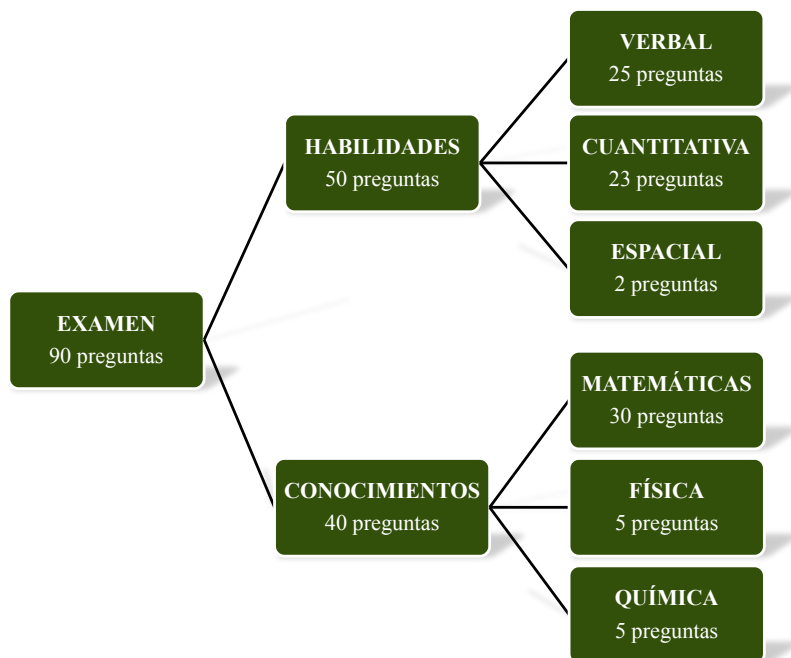 EXAMEN
90 preguntas
HABILIDADES
50 preguntas
VERBAL
25 preguntas
CUANTITATIVA
23 preguntas
ESPACIAL
2 preguntas
CONOCIMIENTOS
40 preguntas
MATEMÁTICAS
30 preguntas
FÍSICA
5 preguntas
QUÍMICA
5 preguntas